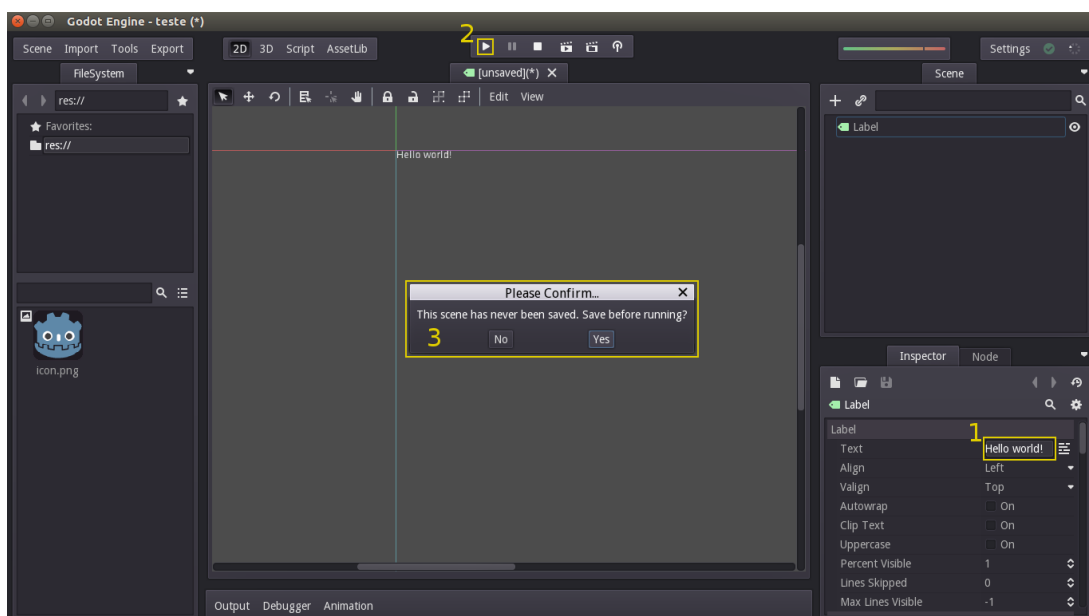 Godot Engine - teste (*)
Scene Import Tools Export
2D 3D Script AssetLib
2
Settings
FileSystem
[unsaved](*)
Scene
res://
Edit View
Favorites:
res://
Label
Hello world!
Please Confirm...
This scene has never been saved. Save before running?
3
No
Yes
icon.png
Inspector
Node
Label
Label
1
Text
Hello world!
Align
Left
Valign
Top
Autowrap
On
Clip Text
On
Uppercase
On
Percent Visible
1
Lines Skipped
0
Max Lines Visible
-1
Output Debugger Animation